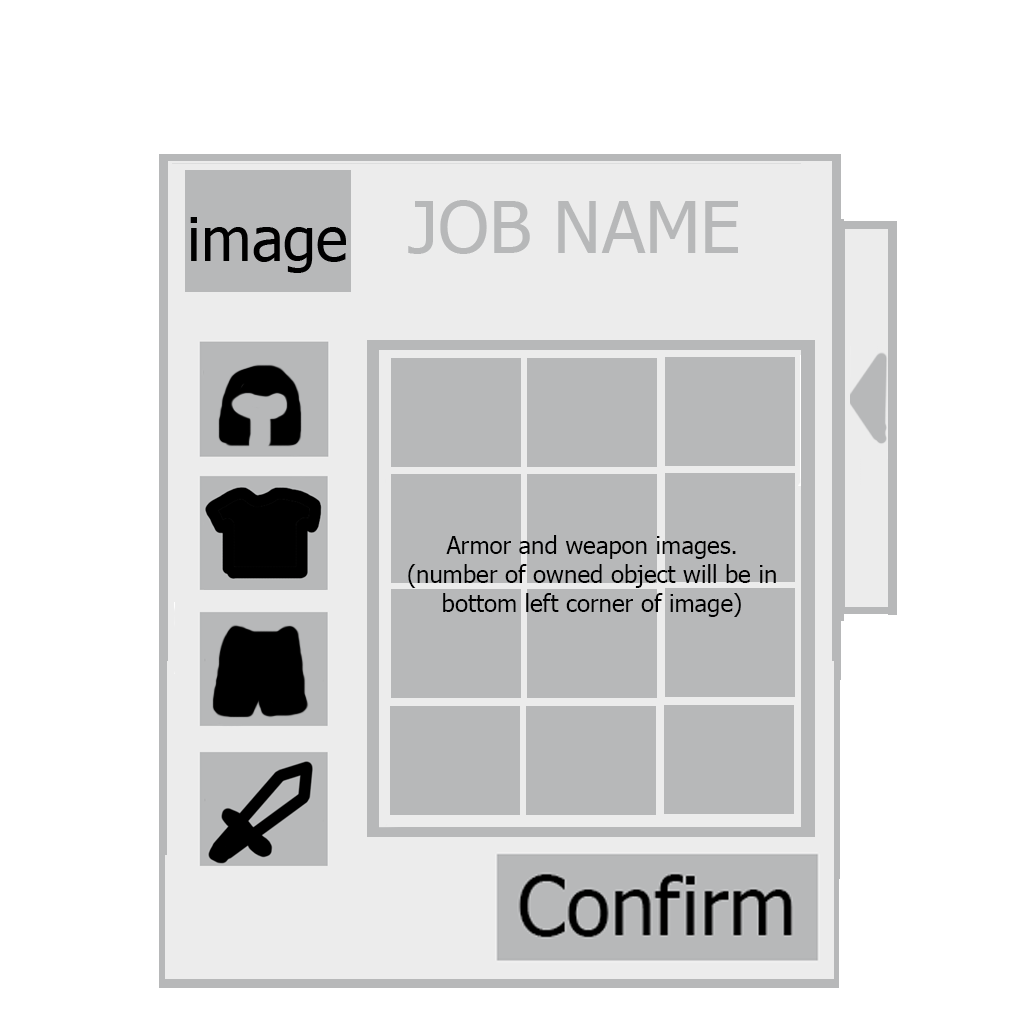 image
JOB NAME
Armor and weapon images.
(number of owned object will be in
bottom left corner of image)
Confirm